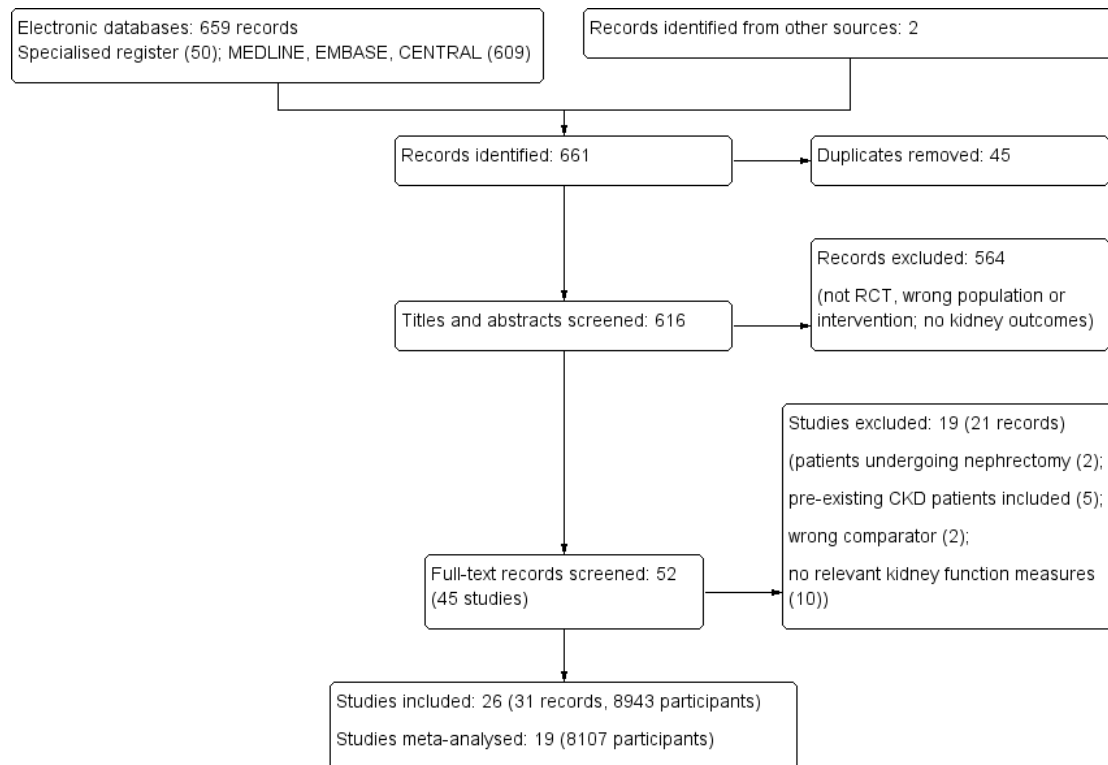 Electronic databases: 659 records
Specialised register (50); MEDLINE, EMBASE, CENTRAL (609)
Records identified from other sources: 2
Records identified: 661
Duplicates removed: 45
Titles and abstracts screened: 616
Records excluded: 564
(not RCT, wrong population or
intervention; no kidney outcomes)
Full-text records screened: 52
(45 studies)
Studies excluded: 19 (21 records)
(patients undergoing nephrectomy (2);
pre-existing CKD patients included (5);
wrong comparator (2);
no relevant kidney function measures
(10))
Studies included: 26 (31 records, 8943 participants)
Studies meta-analysed: 19 (8107 participants)